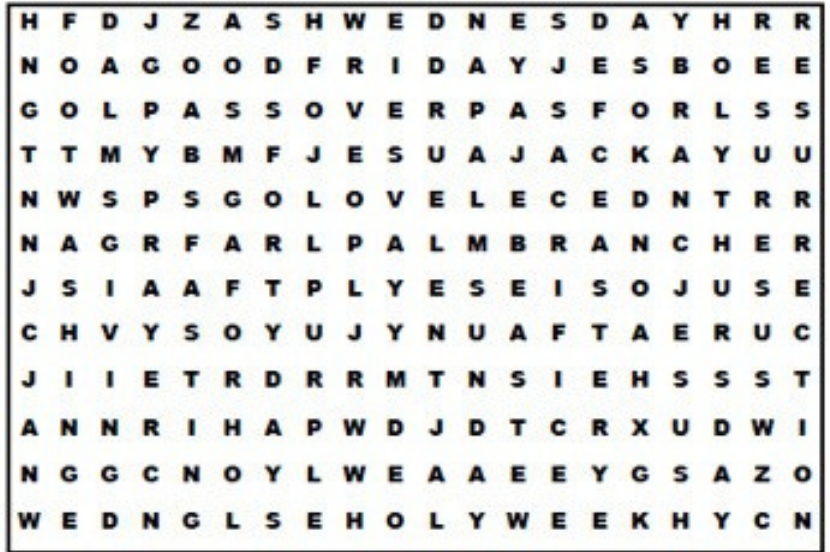 H F D J Z A S H W E D N E S D A Y H R R
N O A G O O D F R I D A Y J E S B O E E
G O L P A S S O V E R P A S F O R L S S
T T M Y B M F J E S U A J A C K A Y U U
N W S P S G O L O V E L E C E D N T R R
N A G R F A R L P A L M B R A N C H E R
J S I A A F T P L Y E S E I S O J U S E
C H V Y S O Y U J Y N U A F T A E R U C
J I I E T R D R R M T N S I E H S S S T
A N N R I H A P W D J D T C R X U D W I
N G G C N O Y L W E A A E E Y G S A Z O
W E D N G L S E H O L Y W E E K H Y C N